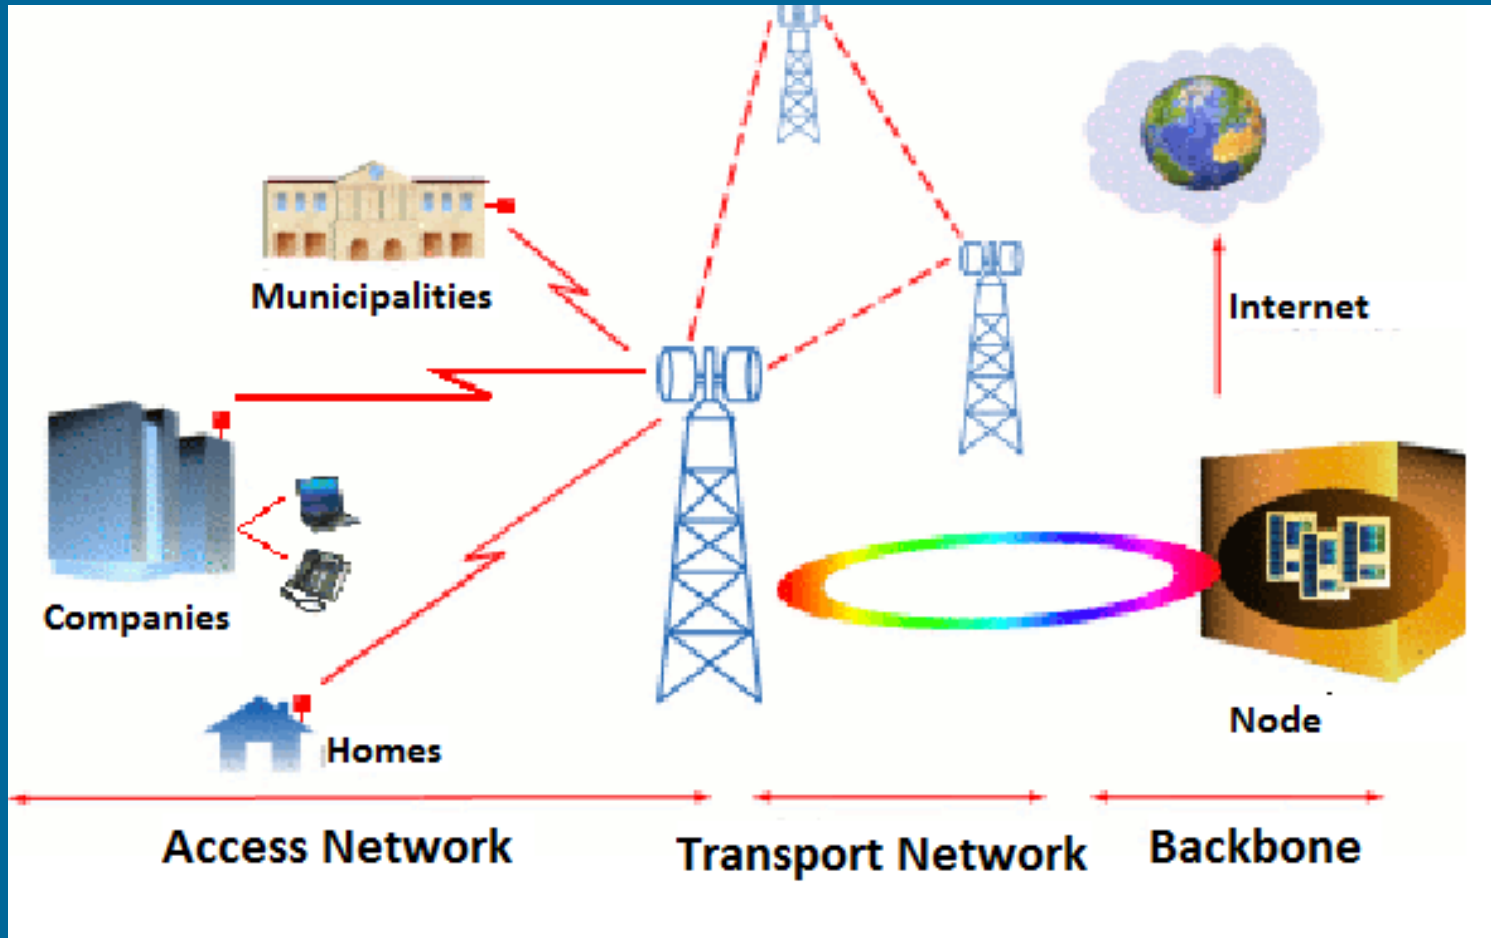 Municipalities
Internet
Companies
Node
Homes
Access Network
Transport Network
Backbone